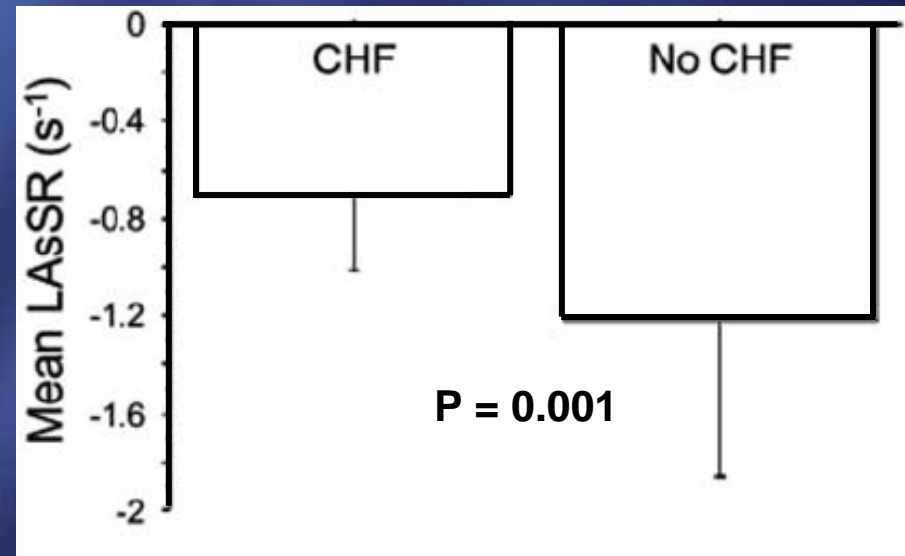 Mean LAsSR (s⁻¹)
0
-0.4
-0.8
-1.2
-1.6
-2
CHF
No CHF
P = 0.001